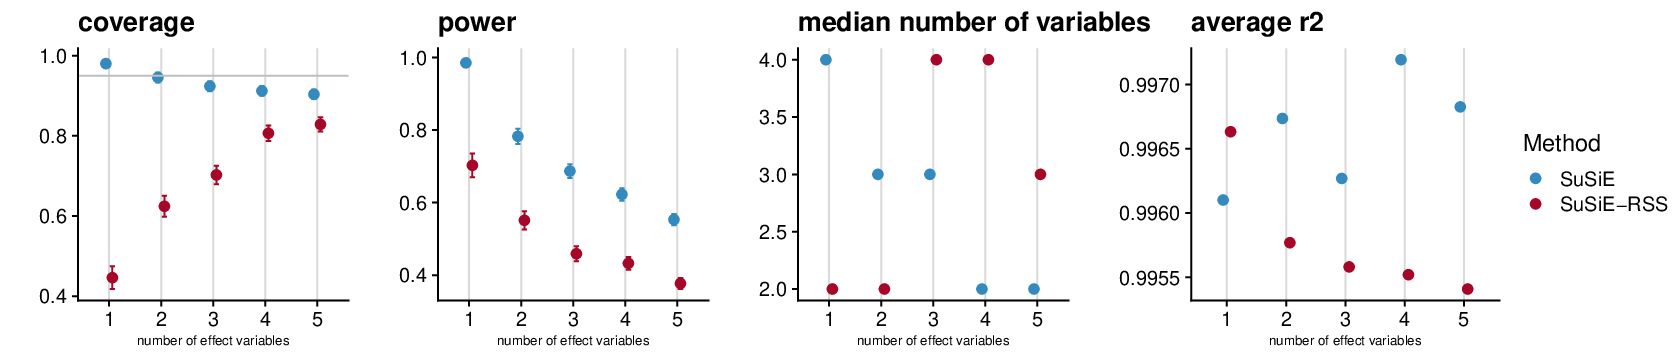 coverage
1.0
0.8
0.6
0.4
1 2 3 4 5
number of effect variables
power
1.0
0.8
0.6
0.4
1 2 3 4 5
number of effect variables
median number of variables
4.0
3.5
3.0
2.5
2.0
1 2 3 4 5
number of effect variables
average r2
0.9970
0.9965
0.9960
0.9955
1 2 3 4 5
number of effect variables
Method
SuSiE
SuSiE−RSS